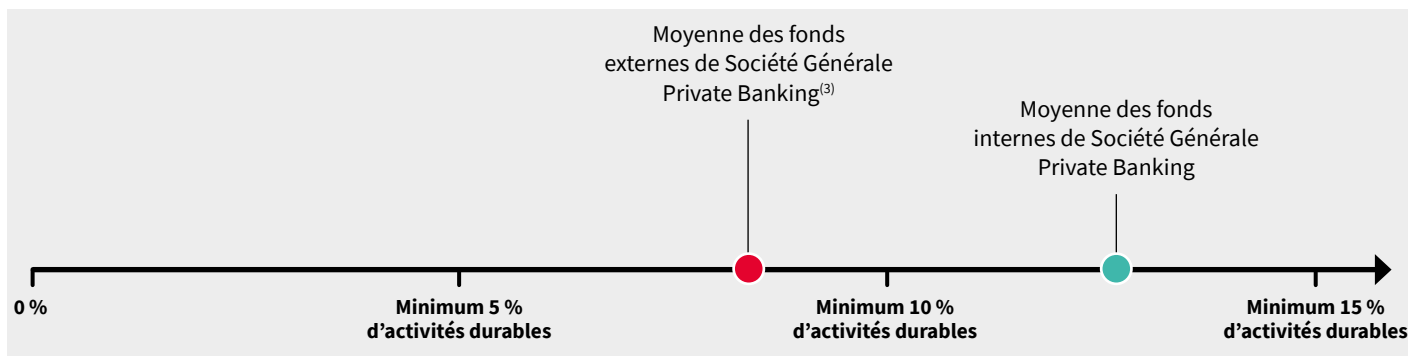 Moyenne des fonds
externes de Société Générale
Private Banking(3)
Moyenne des fonds
internes de Société Générale
Private Banking
0 %
Minimum 5 %
d'activités durables
Minimum 10 %
d'activités durables
Minimum 15 %
d'activités durables